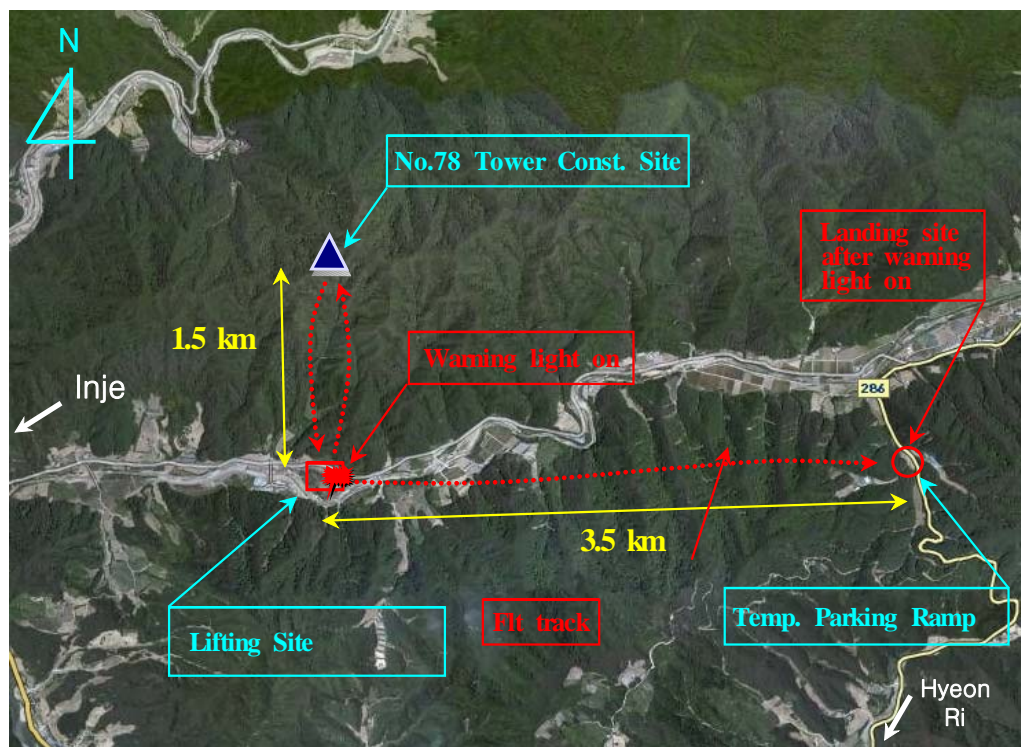 N
No.78 Tower Const. Site
Landing site
after warning
light on
1.5 km
Warning light on
Inje
286
3.5 km
Flt track
Temp. Parking Ramp
Lifting Site
Hyeon
Ri